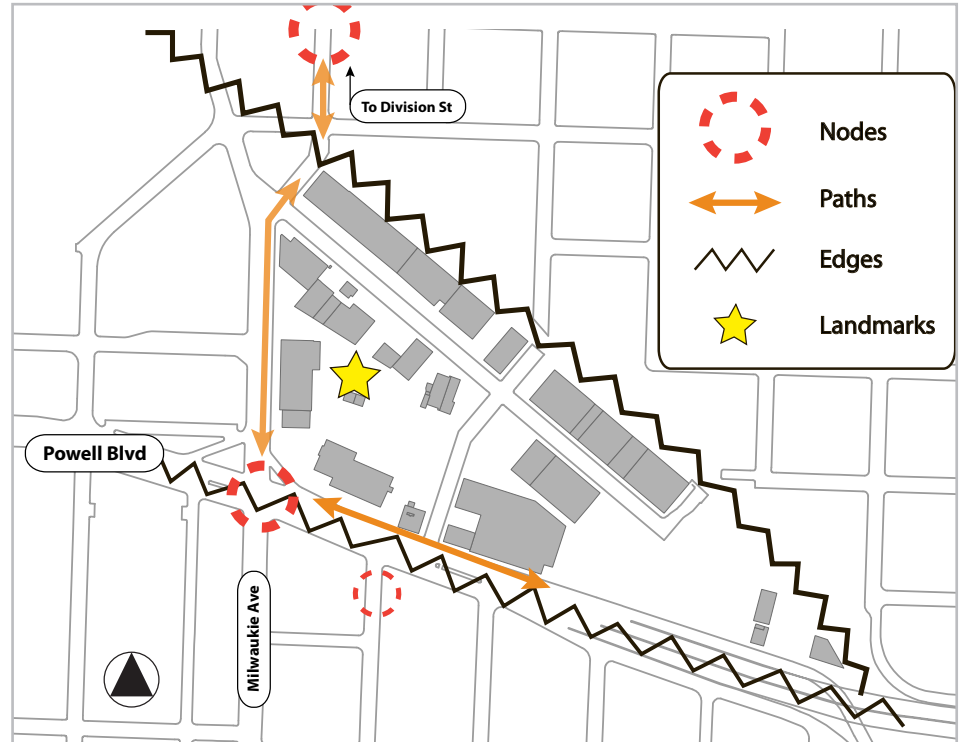 To Division St
Nodes
Paths
Edges
Landmarks
Powell Blvd
Milwaukie Ave